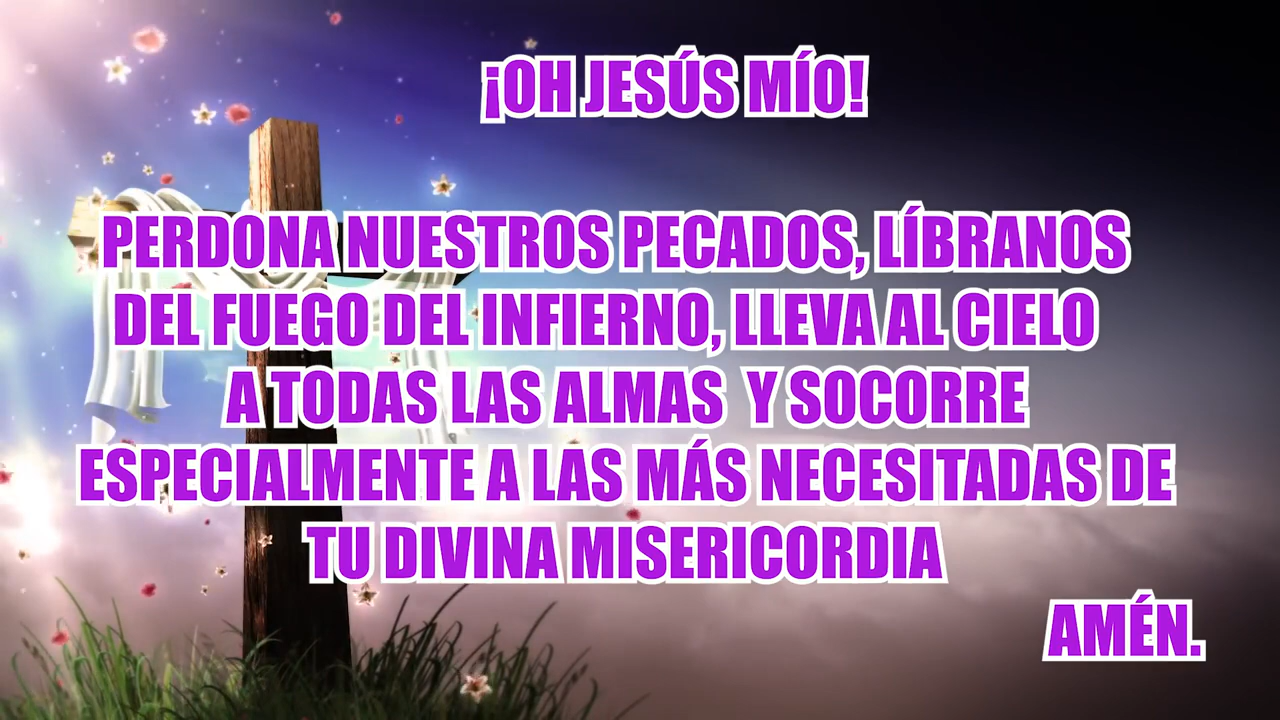 ¡OH JESÚS MÍO!
PERDONA NUESTROS PECADOS, LÍBRANOS
DEL FUEGO DEL INFIERNO, LLEVA AL CIELO
A TODAS LAS ALMAS Y SOCORRE
ESPECIALMENTE A LAS MÁS NECESITADAS DE
TU DIVINA MISERICORDIA
AMÉN.